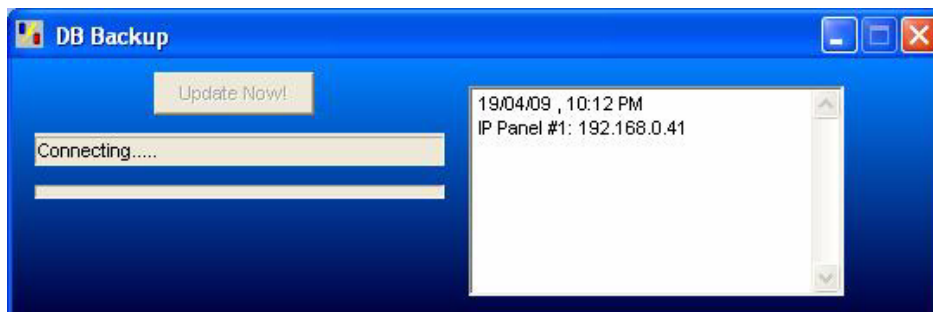 DB Backup
Update Now!
Connecting.....
19/04/09 , 10:12 PM
IP Panel #1: 192.168.0.41